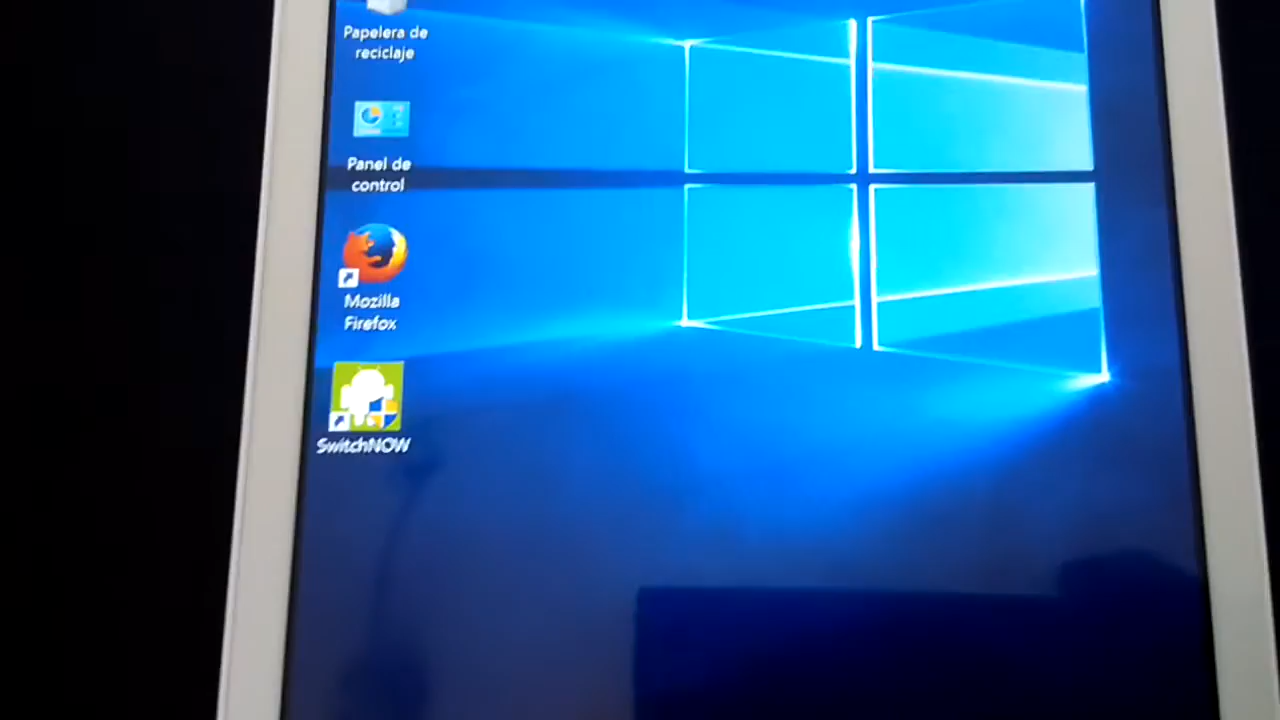 Papelera de
reciclaje
Panel de
control
Mozilla
Firefox
SwitchNOW